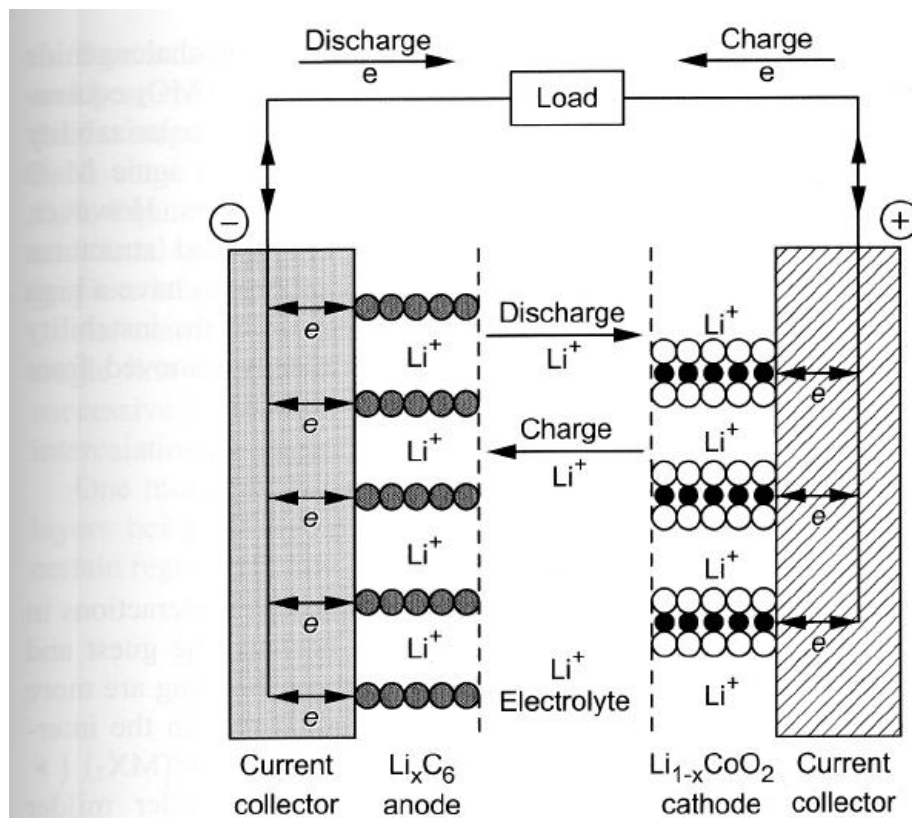 Discharge
e
Charge
e
Load
−
+
e
e
e
e
e
Li⁺
Li⁺
Li⁺
Li⁺
Discharge
Li⁺
Charge
Li⁺
Li⁺
Electrolyte
Li⁺
Li⁺
Li⁺
Li⁺
e
e
e
Current
collector
LiₓC₆
anode
Li₁₋ₓCoO₂
cathode
Current
collector